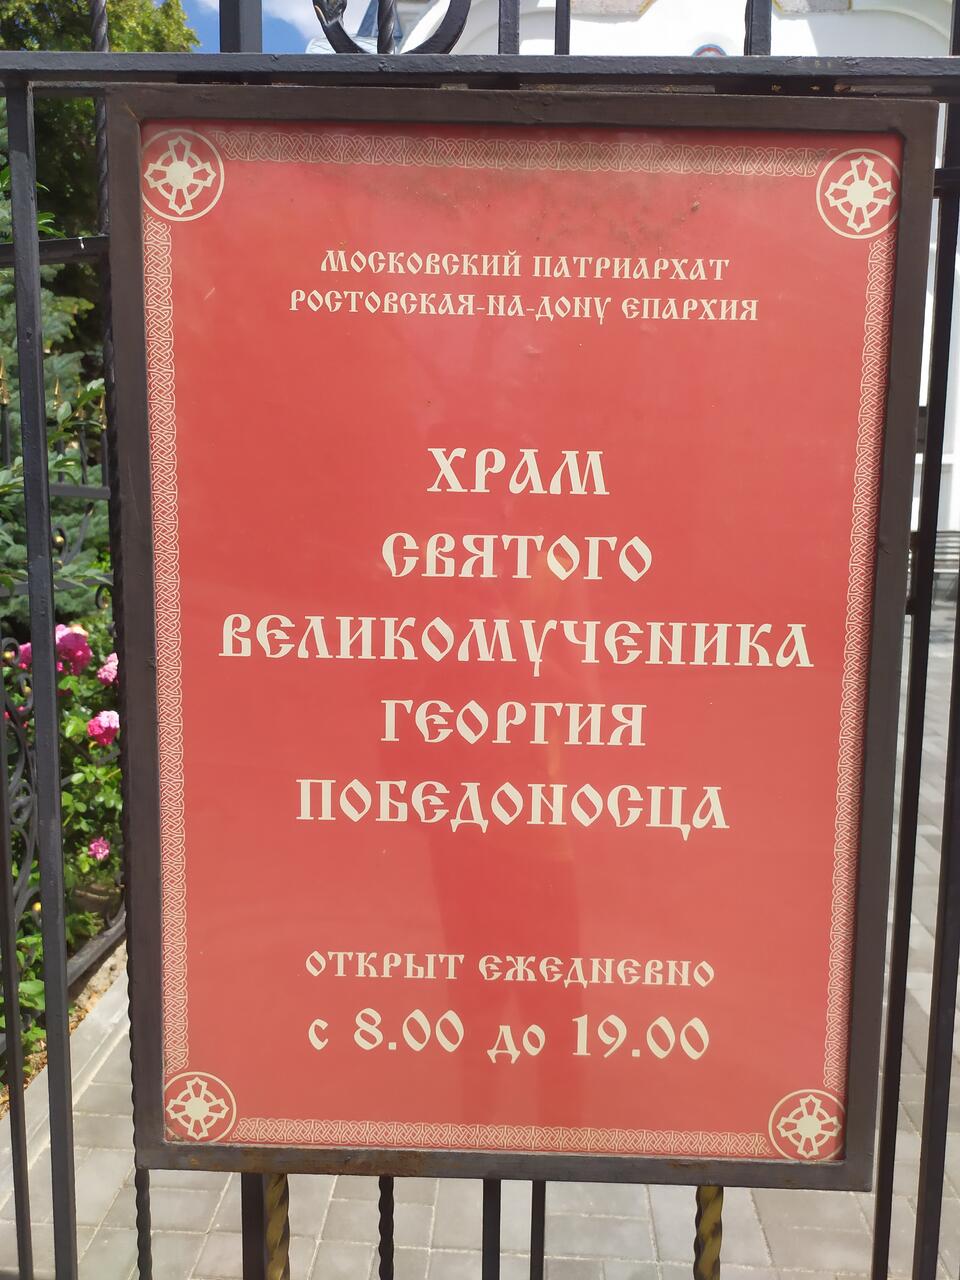 МОСКОВСКИЙ ПАТРИАРХАТ
РОСТОВСКАЯ-НА-ДОНУ ЕПАРХИЯ
ХРАМ
СВЯТОГО
ВЕЛИКОМУЧЕНИКА
ГЕОРГИЯ
ПОБЕДОНОСЦА
ОТКРЫТ ЕЖЕДНЕВНО
с 8.00 до 19.00